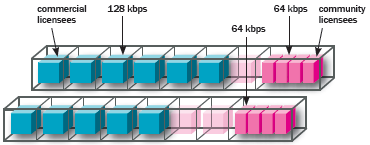 commercial
licensees
128 kbps
64 kbps
64 kbps
community
licensees